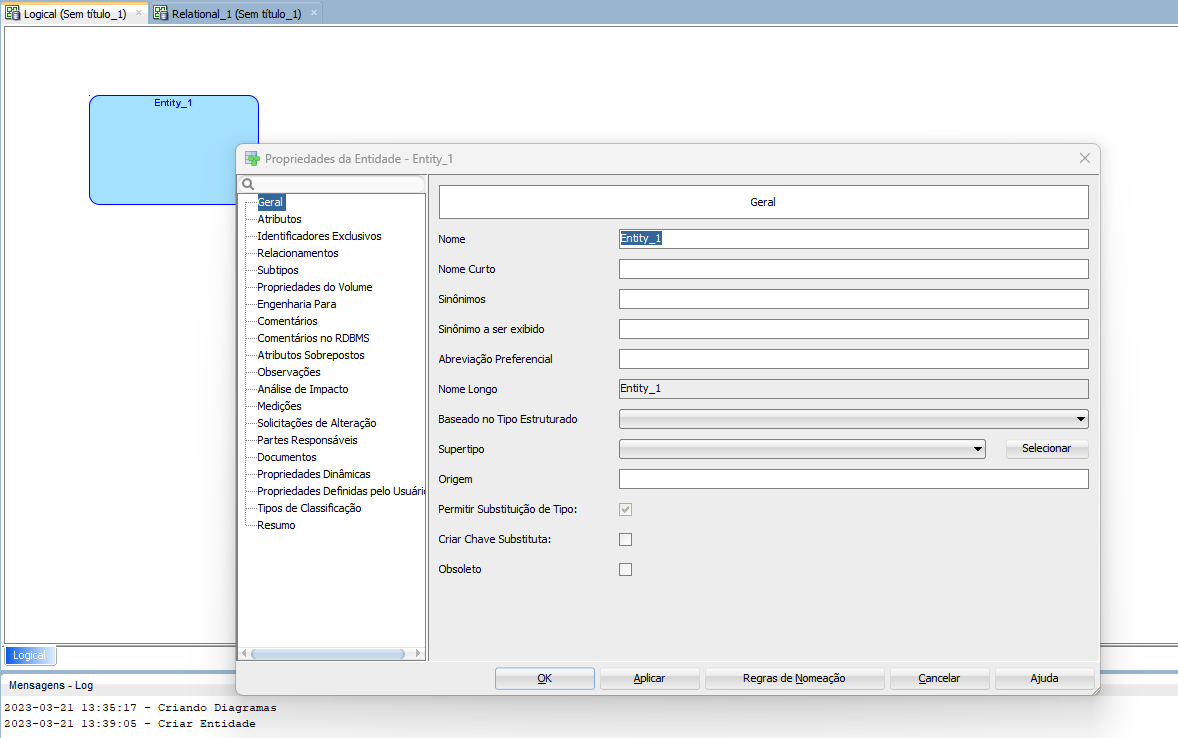 Logical (Sem título_1)
Relational_1 (Sem título_1)
Entity_1
Propriedades da Entidade - Entity_1
Geral
Atributos
Identificadores Exclusivos
Relacionamentos
Subtipos
Propriedades do Volume
Engenharia Para
Comentários
Comentários no RDBMS
Atributos Sobrepostos
Observações
Análise de Impacto
Medições
Solicitações de Alteração
Partes Responsáveis
Documentos
Propriedades Dinâmicas
Propriedades Definidas pelo Usuári
Tipos de Classificação
Resumo
Geral
Nome Entity_1
Nome Curto
Sinônimos
Sinônimo a ser exibido
Abreviação Preferencial
Nome Longo Entity_1
Baseado no Tipo Estruturado
Supertipo Selecionar
Origem
Permitir Substituição de Tipo:
Criar Chave Substituta:
Obsoleto
OK Aplicar Regras de Nomeação Cancelar Ajuda
Logical
Mensagens - Log
2023-03-21 13:35:17 - Criando Diagramas
2023-03-21 13:39:05 - Criar Entidade